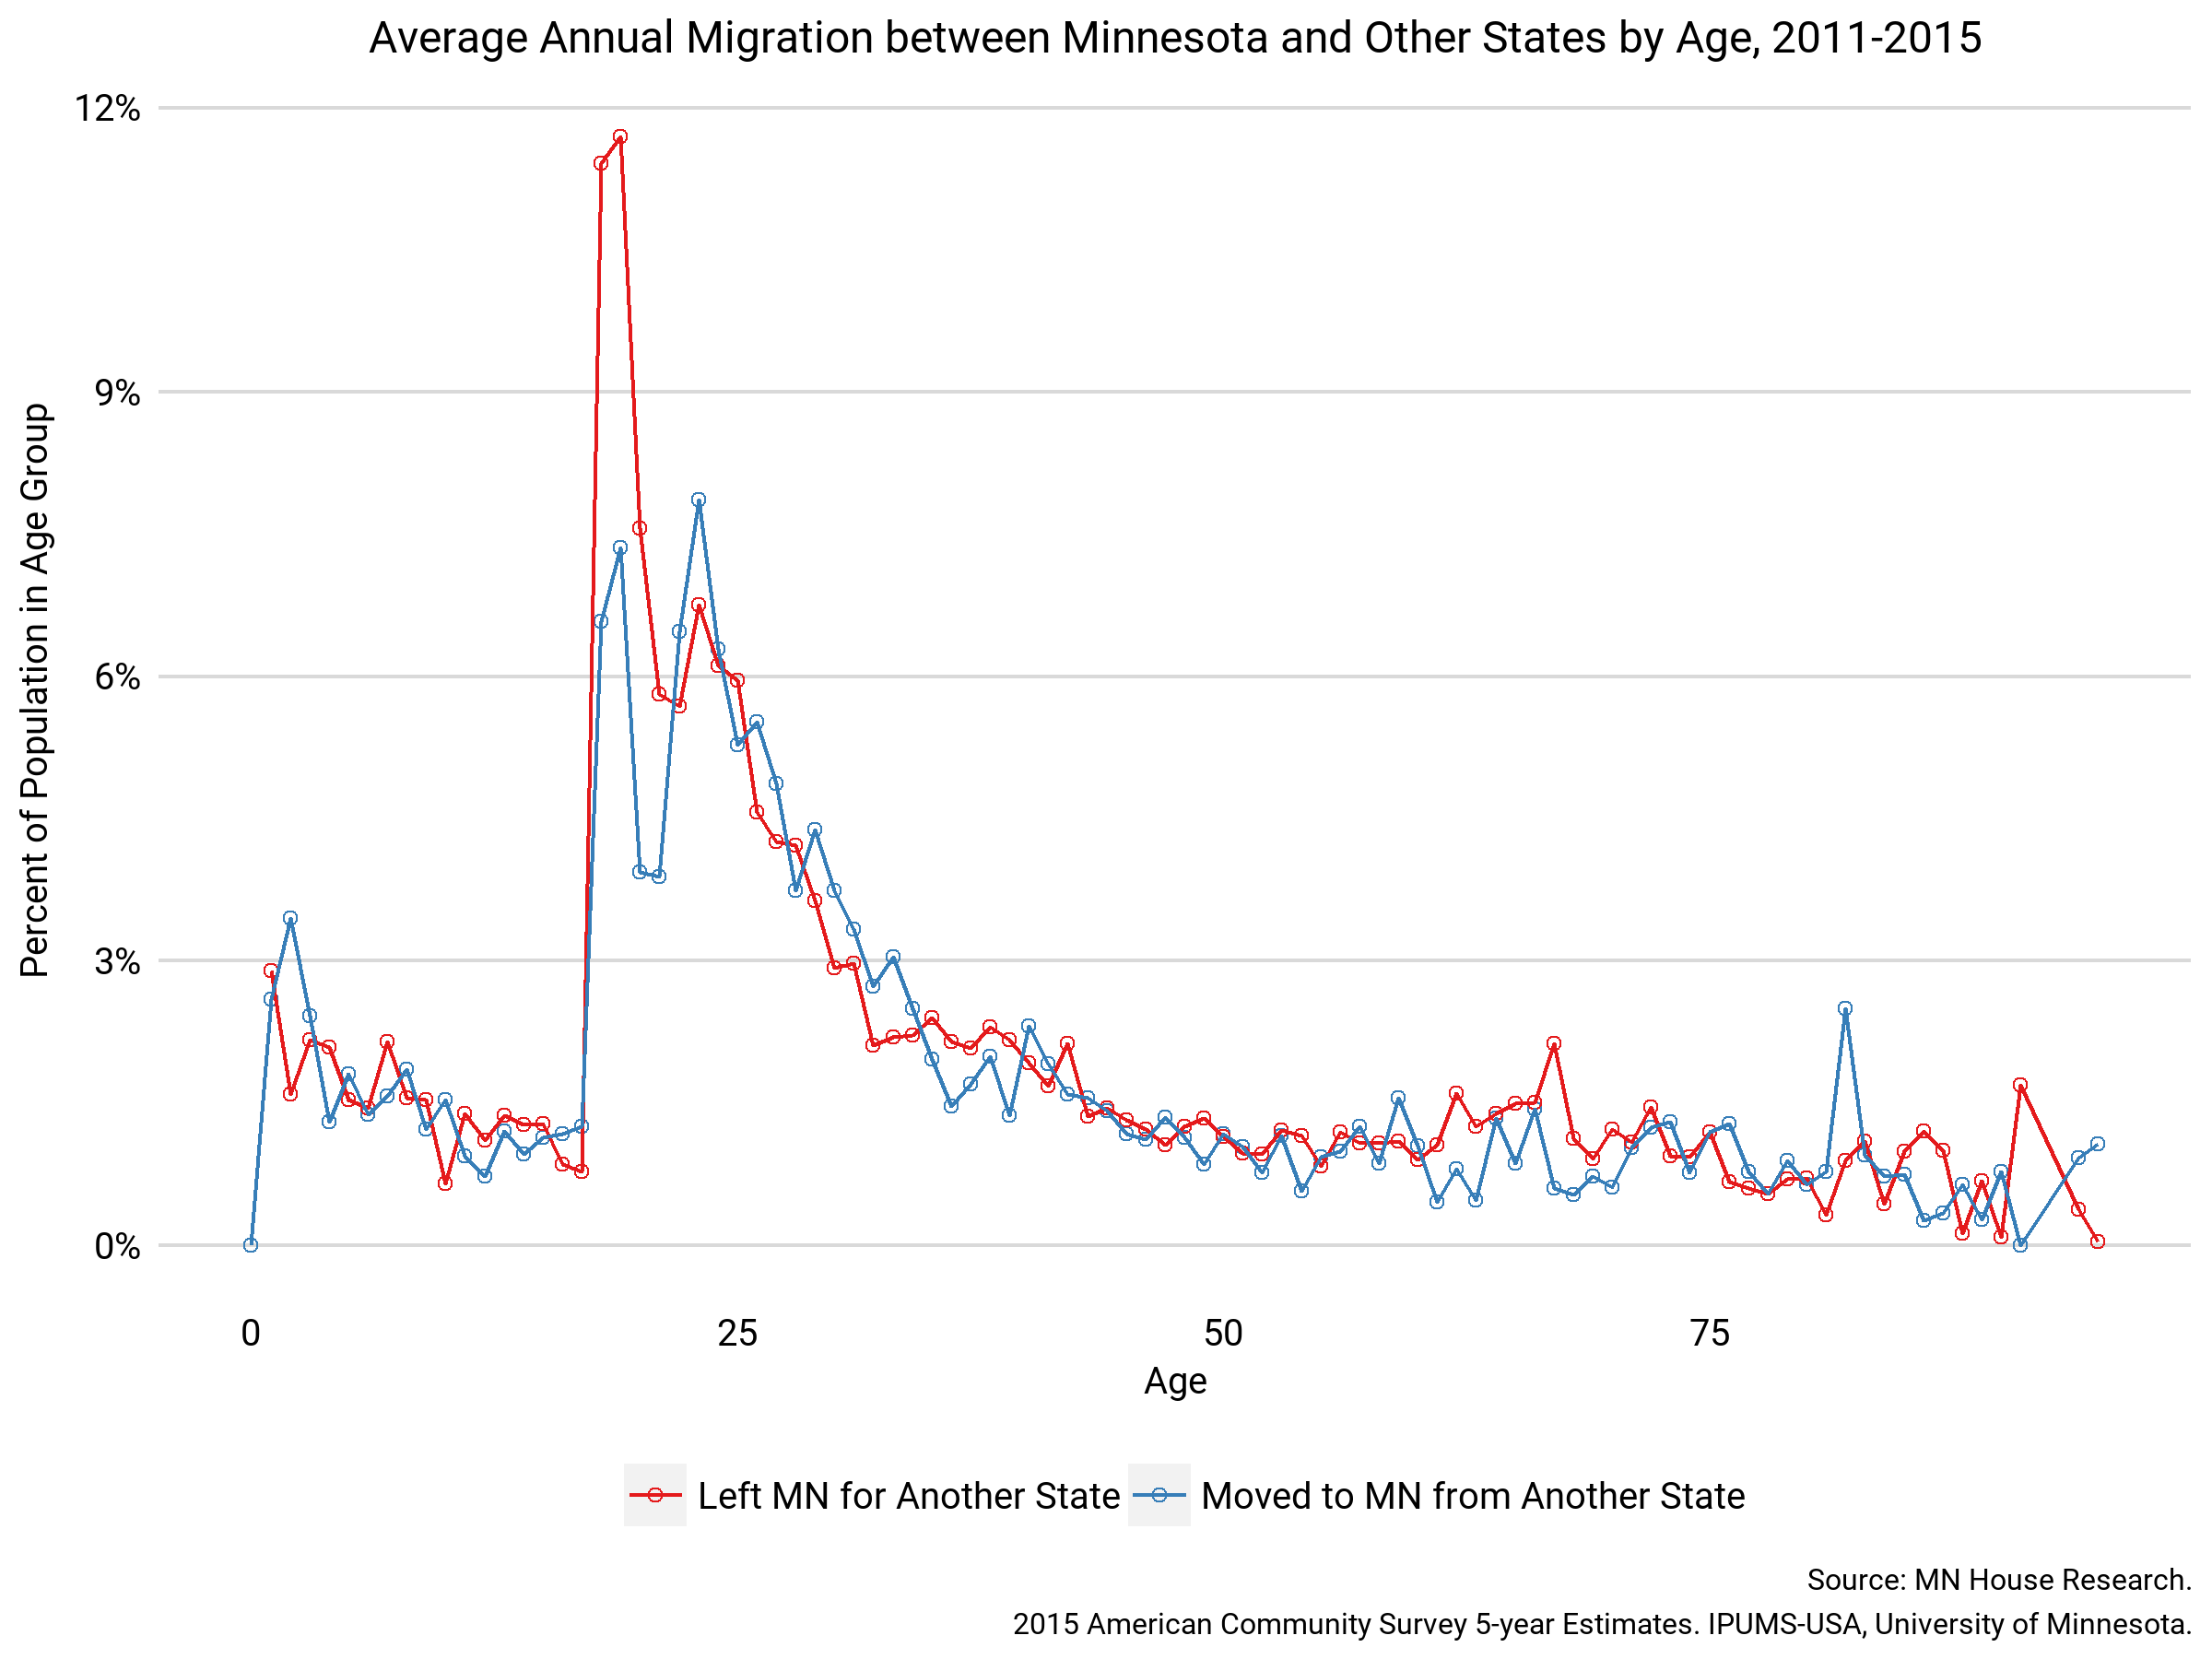 Average Annual Migration between Minnesota and Other States by Age, 2011-2015
12%
9%
6%
3%
0%
Percent of Population in Age Group
0
25
50
75
Age
Left MN for Another State
Moved to MN from Another State
Source: MN House Research.
2015 American Community Survey 5-year Estimates. IPUMS-USA, University of Minnesota.